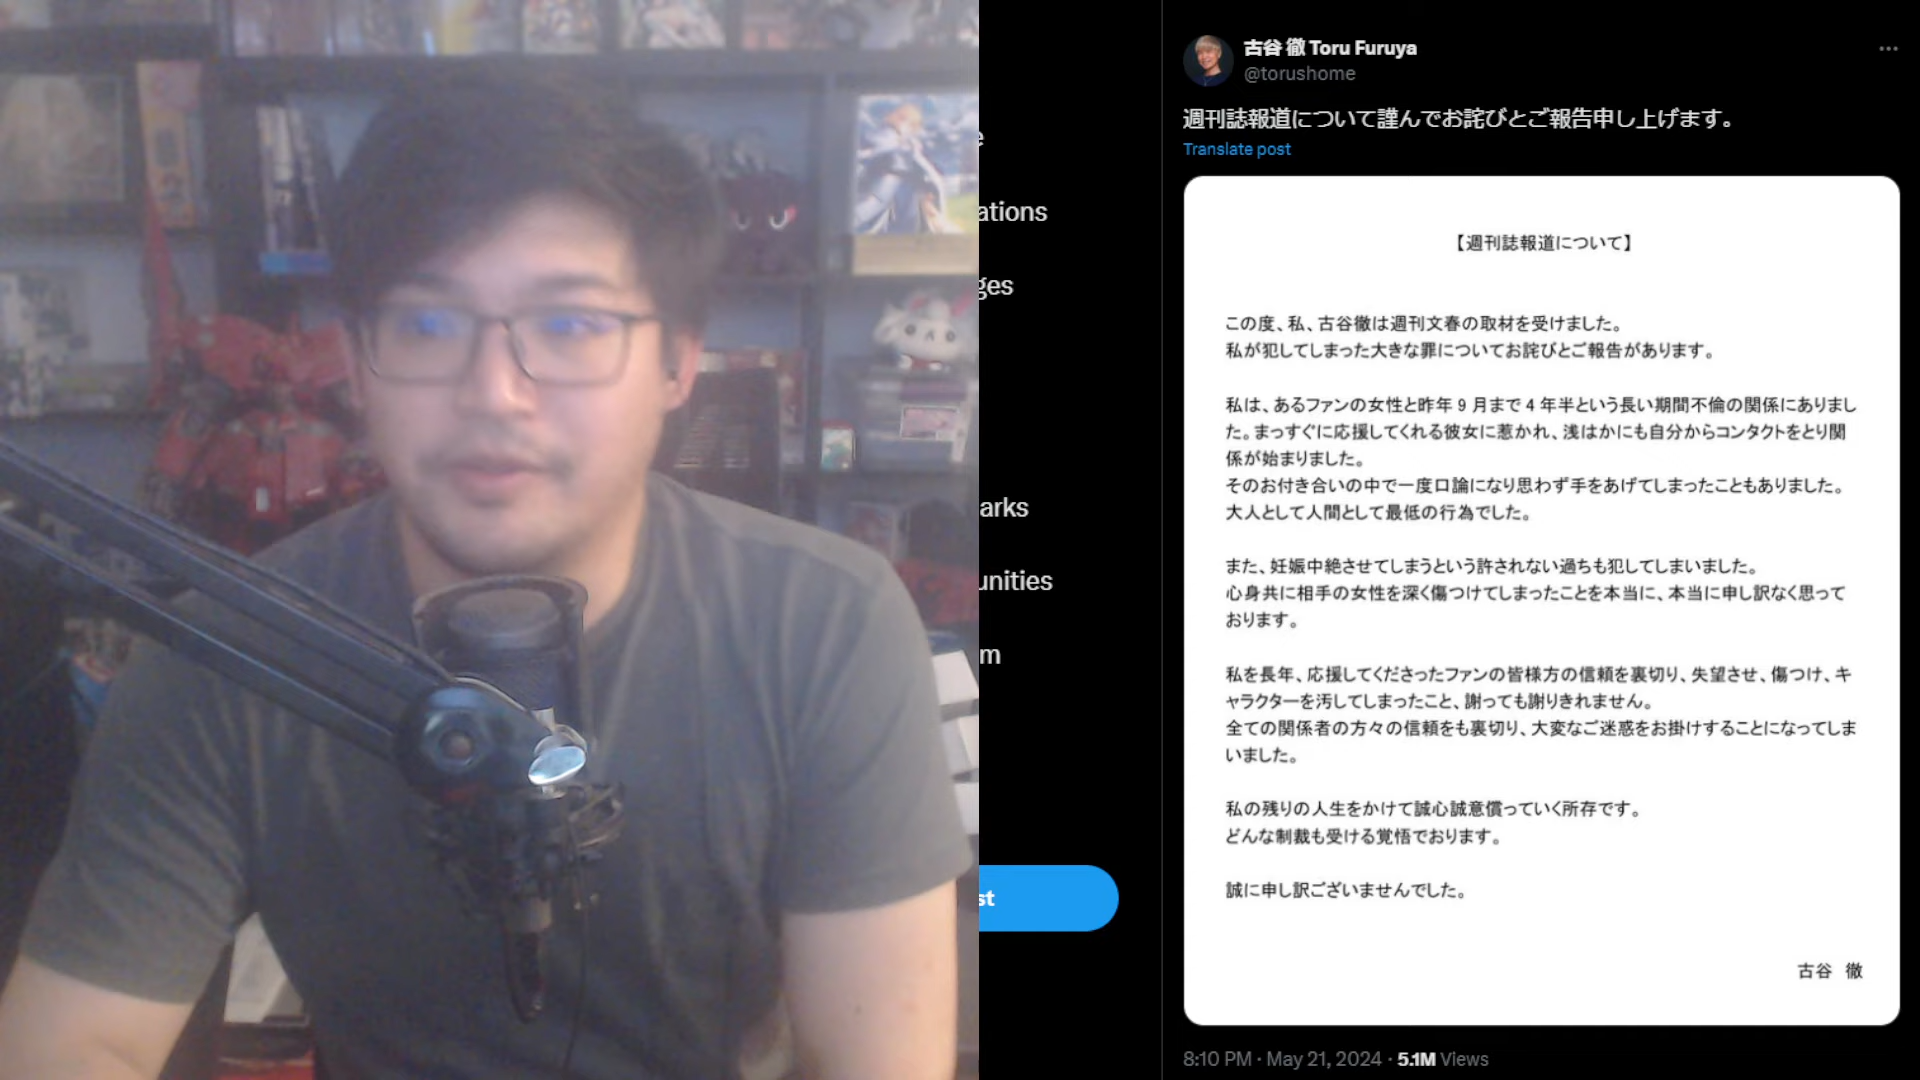 ations
ges
arks
unities
m
st
古谷 徹 Toru Furuya
@torushome
週刊誌報道について謹んでお詫びとご報告申し上げます。
Translate post
【週刊誌報道について】
この度、私、古谷徹は週刊文春の取材を受けました。
私が犯してしまった大きな罪についてお詫びとご報告があります。
私は、あるファンの女性と昨年9月まで4年半という長い期間不倫の関係にありまし
た。まっすぐに応援してくれる彼女に惹かれ、浅はかにも自分からコンタクトをとり関
係が始まりました。
そのお付き合いの中で一度口論になり思わず手をあげてしまったこともありました。
大人として人間として最低の行為でした。
また、妊娠中絶させてしまうという許されない過ちも犯してしまいました。
心身共に相手の女性を深く傷つけてしまったことを本当に、本当に申し訳なく思って
おります。
私を長年、応援してくださったファンの皆様方の信頼を裏切り、失望させ、傷つけ、キ
ャラクターを汚してしまったこと、謝っても謝りきれません。
全ての関係者の方々の信頼をも裏切り、大変なご迷惑をお掛けすることになってしま
いました。
私の残りの人生をかけて誠心誠意償っていく所存です。
どんな制裁も受ける覚悟でおります。
誠に申し訳ございませんでした。
古谷 徹
8:10 PM · May 21, 2024 · 5.1M Views